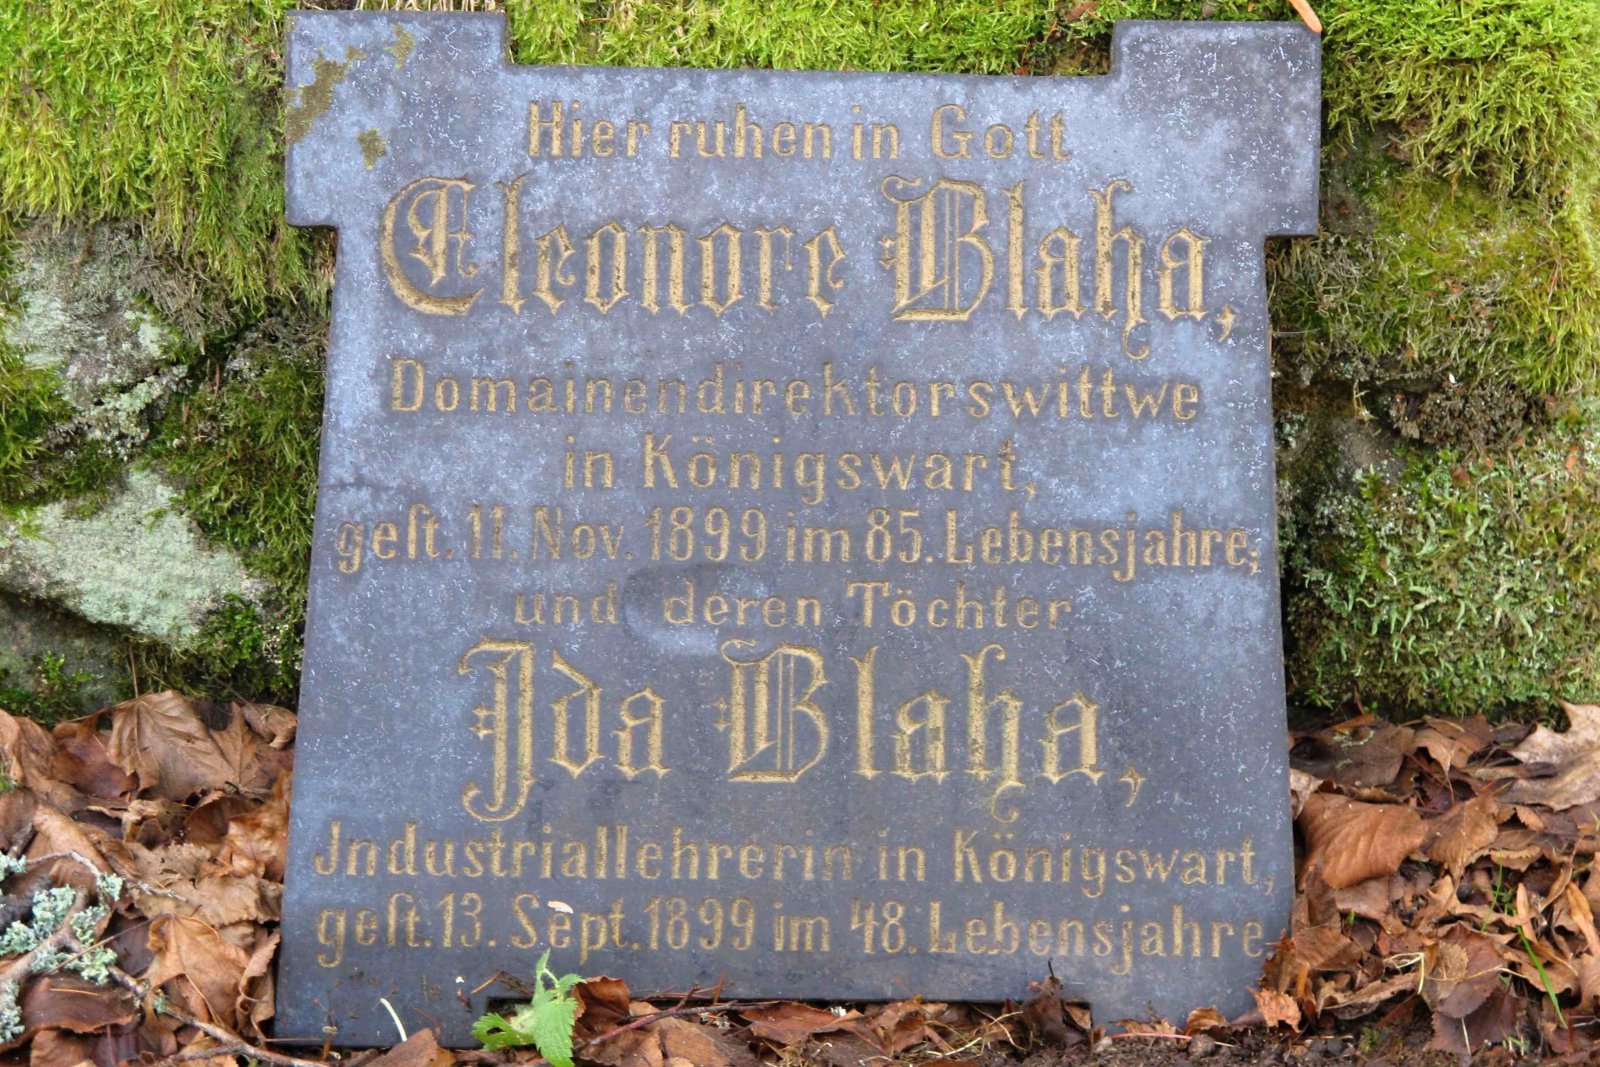 Hier ruhen in Gott
Eleonore Blaha,
Domainendirektorswittwe
in Königswart,
geſt. 11. Nov. 1899 im 85. Lebensjahre,
und deren Töchter
Ida Blaha,
Industriallehrerin in Königswart,
geſt. 13. Sept. 1899 im 48. Lebensjahre.